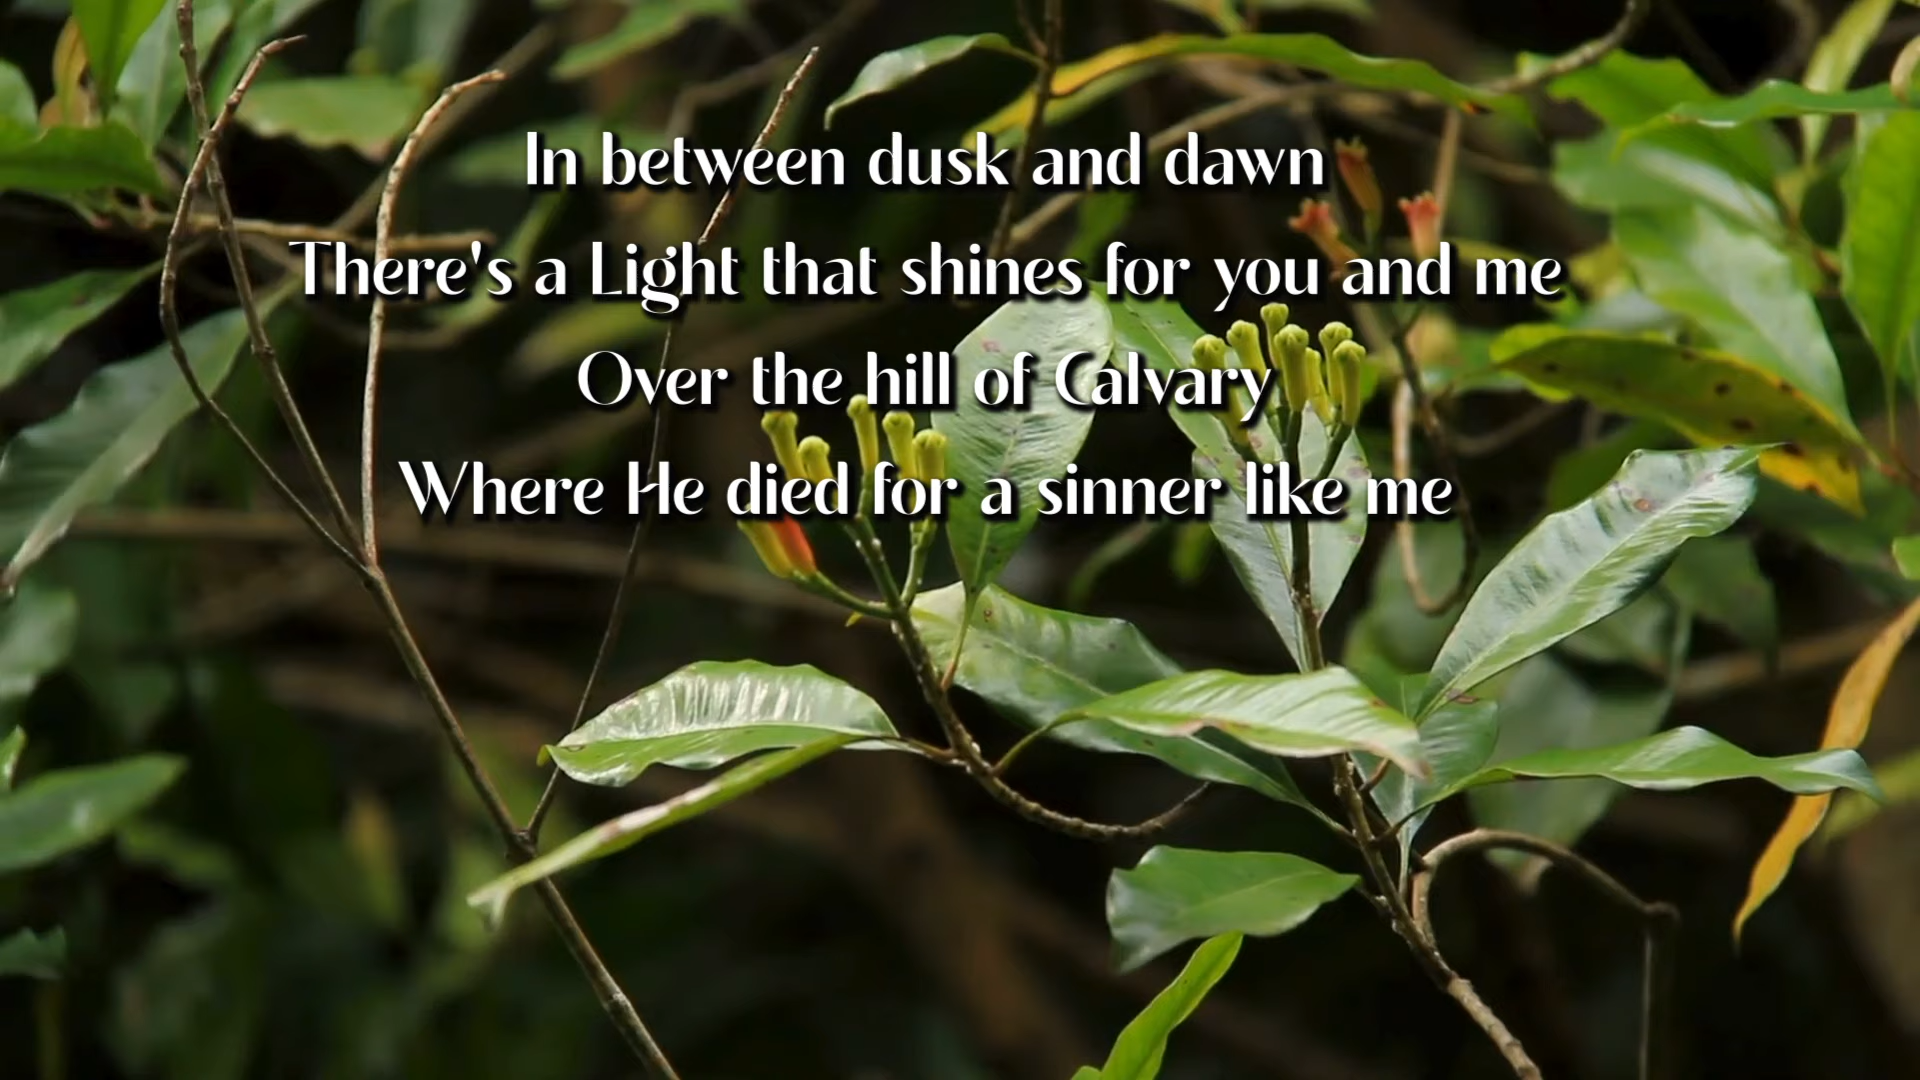 In between dusk and dawn
There's a Light that shines for you and me
Over the hill of Calvary
Where He died for a sinner like me